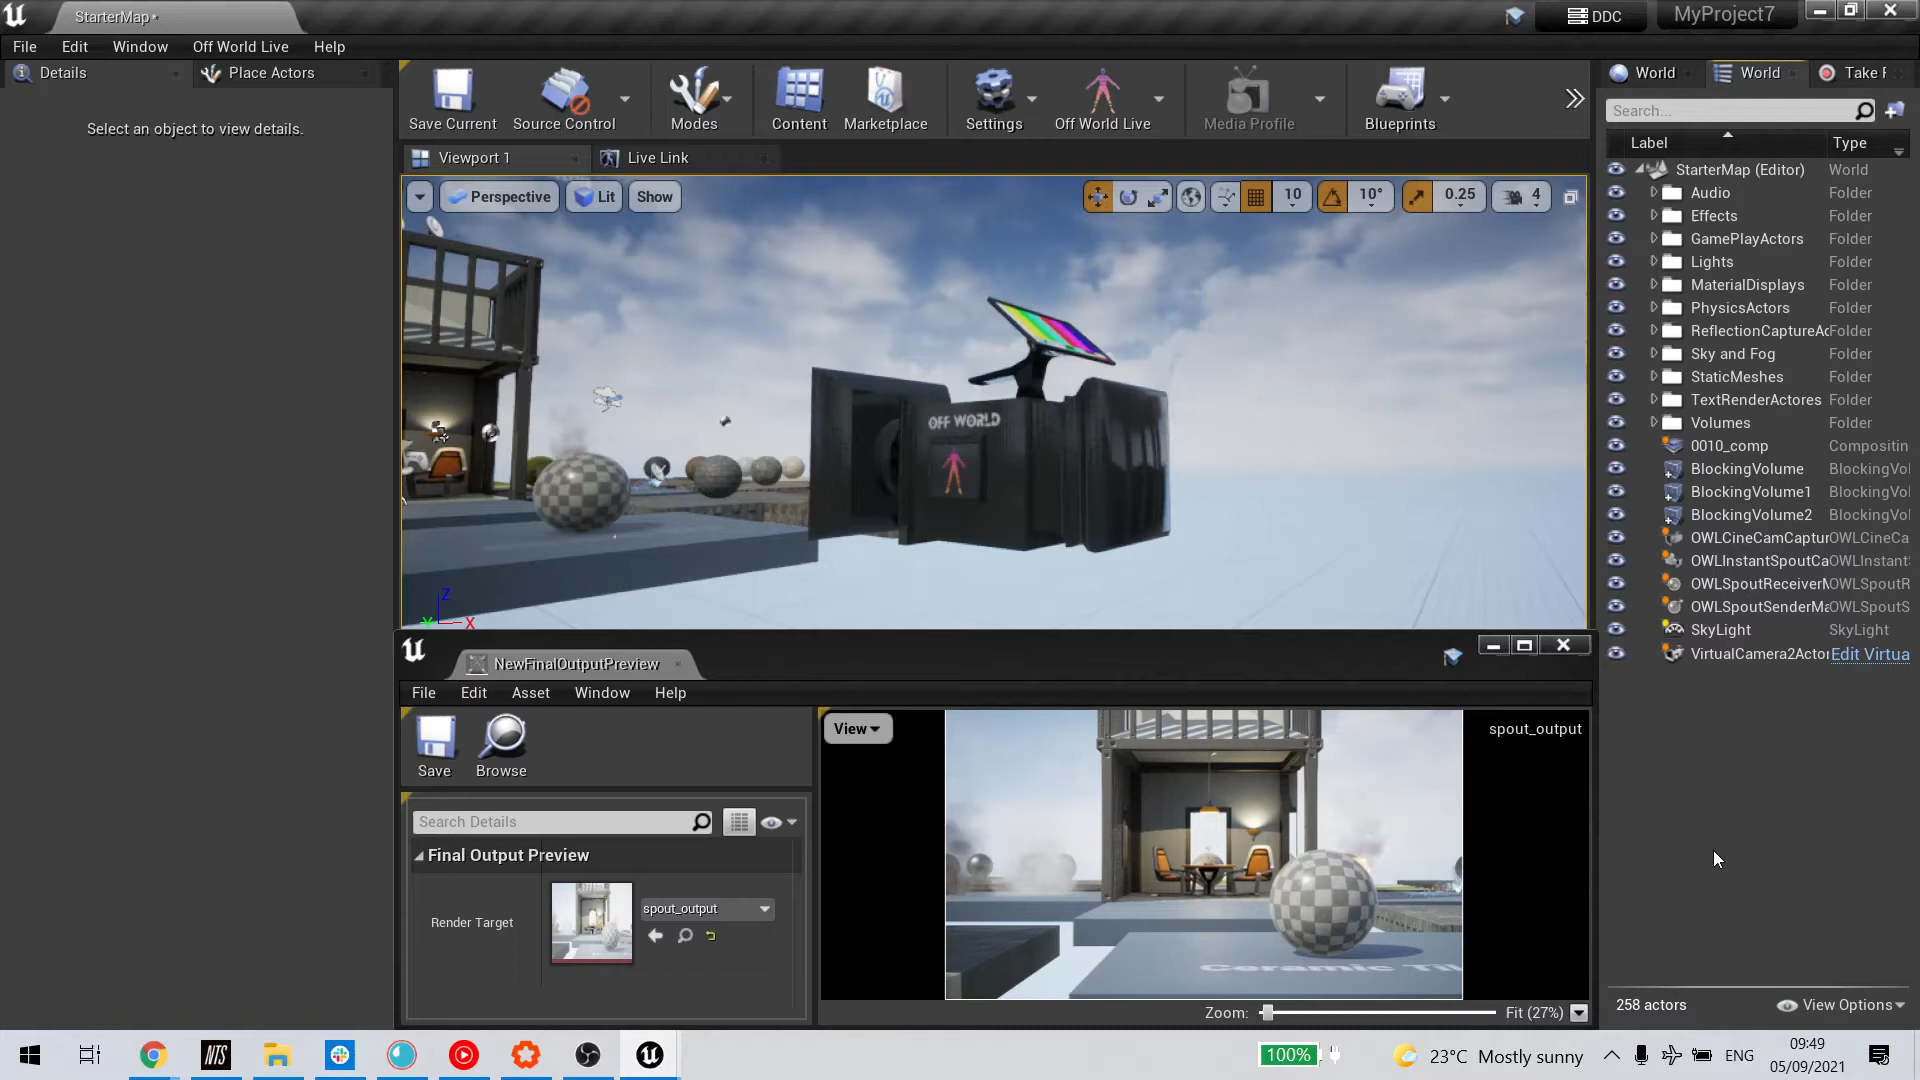 StarterMap*
DDC
MyProject7
File Edit Window Off World Live Help
Details
Place Actors
Select an object to view details.
Save Current
Source Control
Modes
Content
Marketplace
Settings
Off World Live
Media Profile
Blueprints
Viewport 1
Live Link
Perspective
Lit
Show
10
10°
0.25
4
OFF WORLD
Z
X
World
World
Take F
Search...
Label Type
StarterMap (Editor) World
Audio Folder
Effects Folder
GamePlayActors Folder
Lights Folder
MaterialDisplays Folder
PhysicsActors Folder
ReflectionCaptureAc Folder
Sky and Fog Folder
StaticMeshes Folder
TextRenderActores Folder
Volumes Folder
0010_comp Compositin
BlockingVolume BlockingVol
BlockingVolume1 BlockingVol
BlockingVolume2 BlockingVol
OWLCineCamCaptur OWLCineCa
OWLInstantSpoutCa OWLInstant
OWLSpoutReceiverM OWLSpoutR
OWLSpoutSenderMa OWLSpoutS
SkyLight SkyLight
VirtualCamera2Actor Edit Virtua
258 actors
View Options
NewFinalOutputPreview
File Edit Asset Window Help
Save
Browse
Search Details
Final Output Preview
Render Target
spout_output
View
spout_output
Ceramic Til
Zoom:
Fit (27%)
NTS
100%
23°C Mostly sunny
ENG
09:49
05/09/2021